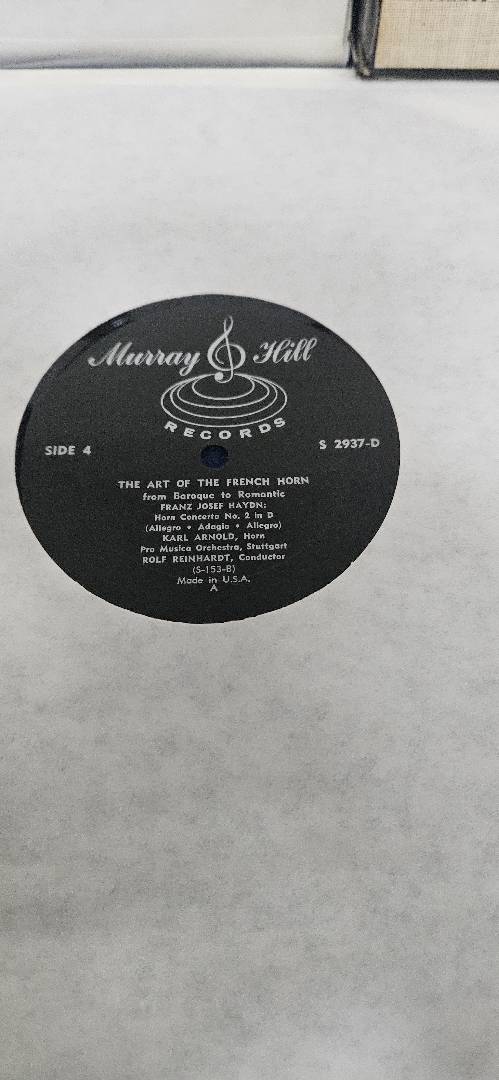 Murray Hill
RECORDS
SIDE 4
S 2937-D
THE ART OF THE FRENCH HORN
from Baroque to Romantic
FRANZ JOSEF HAYDN:
Horn Concerto No. 2 in D
(Allegro • Adagio • Allegro)
KARL ARNOLD, Horn
Pro Musica Orchestra, Stuttgart
ROLF REINHARDT, Conductor
(S-153-B)
Made in U.S.A.
A